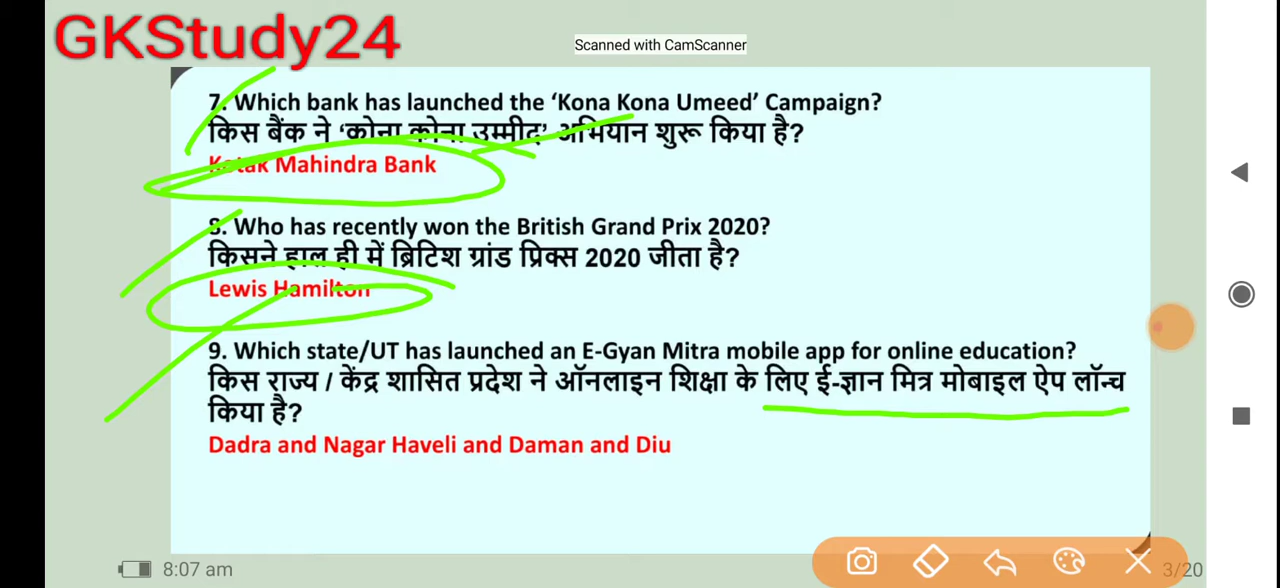 GKStudy24
Scanned with CamScanner
7. Which bank has launched the ‘Kona Kona Umeed’ Campaign?
किस बैंक ने ‘कोना कोना उम्मीद’ अभियान शुरू किया है?
Kotak Mahindra Bank
8. Who has recently won the British Grand Prix 2020?
किसने हाल ही में ब्रिटिश ग्रांड प्रिक्स 2020 जीता है?
Lewis Hamilton
9. Which state/UT has launched an E-Gyan Mitra mobile app for online education?
किस राज्य / केंद्र शासित प्रदेश ने ऑनलाइन शिक्षा के लिए ई-ज्ञान मित्र मोबाइल ऐप लॉन्च
किया है?
Dadra and Nagar Haveli and Daman and Diu
8:07 am
3/20